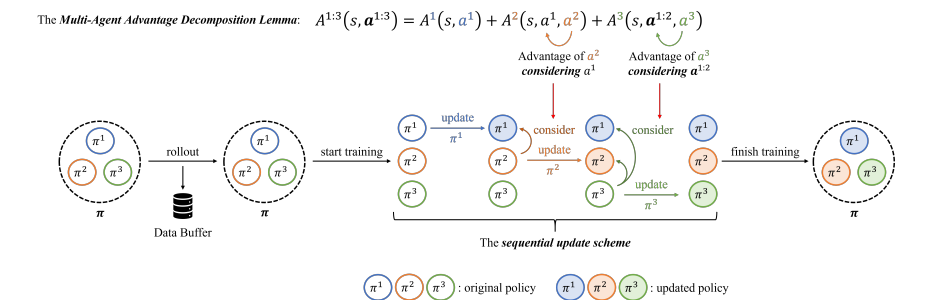 The Multi-Agent Advantage Decomposition Lemma: A^{1:3}(s, a^{1:3}) = A^1(s, a^1) + A^2(s, a^1, a^2) + A^3(s, a^{1:2}, a^3)
Advantage of a^2
considering a^1
Advantage of a^3
considering a^{1:2}
π^1
π^2 π^3
π
rollout
Data Buffer
π^1
π^2 π^3
π
start training
π^1
π^2
π^3
update
π^1
π^1
π^2
π^3
consider
update
π^2
π^1
π^2
π^3
consider
update
π^3
π^1
π^2
π^3
finish training
π^1
π^2 π^3
π
The sequential update scheme
π^1 π^2 π^3 : original policy
π^1 π^2 π^3 : updated policy